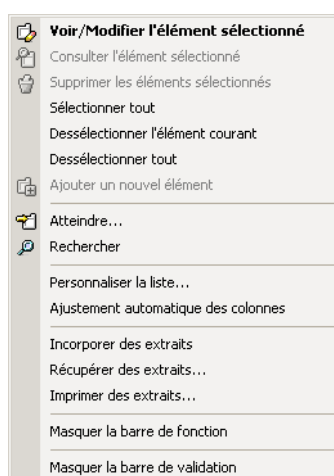 Voir/Modifier l'élément sélectionné
Consulter l'élément sélectionné
Supprimer les éléments sélectionnés
Sélectionner tout
Dessélectionner l'élément courant
Dessélectionner tout
Ajouter un nouvel élément
Atteindre...
Rechercher
Personnaliser la liste...
Ajustement automatique des colonnes
Incorporer des extraits
Récupérer des extraits...
Imprimer des extraits...
Masquer la barre de fonction
Masquer la barre de validation